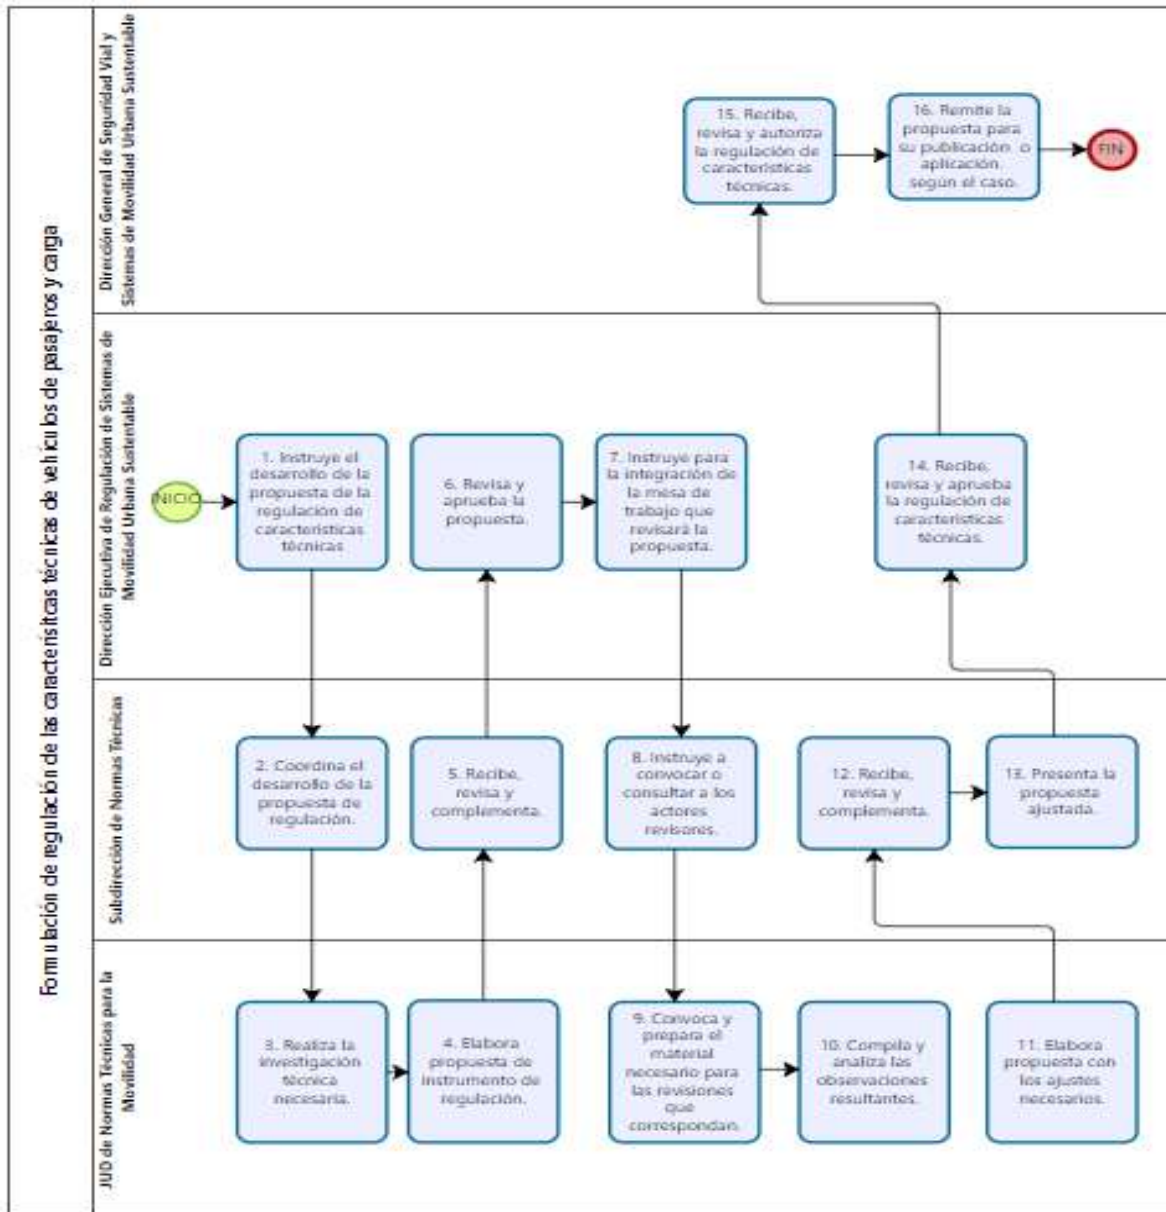 Formulación de regulación de las caracterísitcas técnicas de vehículos de pasajeros y carga
Dirección General de Seguridad Vial y
Sistemas de Movilidad Urbana Sustentable
15. Recibe,
revisa y autoriza
la regulación de
características
técnicas.
16. Remite la
propuesta para
su publicación o
aplicación
según el caso.
FIN
Dirección Ejecutiva de Regulación de Sistemas de
Movilidad Urbana Sustentable
INICIO
1. Instruye el
desarrollo de la
propuesta de la
regulación de
características
técnicas
6. Revisa y
aprueba la
propuesta.
7. Instruye para
la integración de
la mesa de
trabajo que
revisará la
propuesta.
14. Recibe,
revisa y aprueba
la regulación de
características
técnicas.
Subdirección de Normas Técnicas
2. Coordina el
desarrollo de la
propuesta de
regulación.
5. Recibe,
revisa y
complementa.
8. Instruye a
convocar o
consultar a los
actores
revisores.
12. Recibe,
revisa y
complementa.
13. Presenta la
propuesta
ajustada.
JUD de Normas Técnicas para la
Movilidad
3. Realiza la
investigación
técnica
necesaria.
4. Elabora
propuesta de
instrumento de
regulación.
9. Convoca y
prepara el
material
necesario para
las revisiones
que
correspondan.
10. Compila y
analiza las
observaciones
resultantes.
11. Elabora
propuesta con
los ajustes
necesarios.